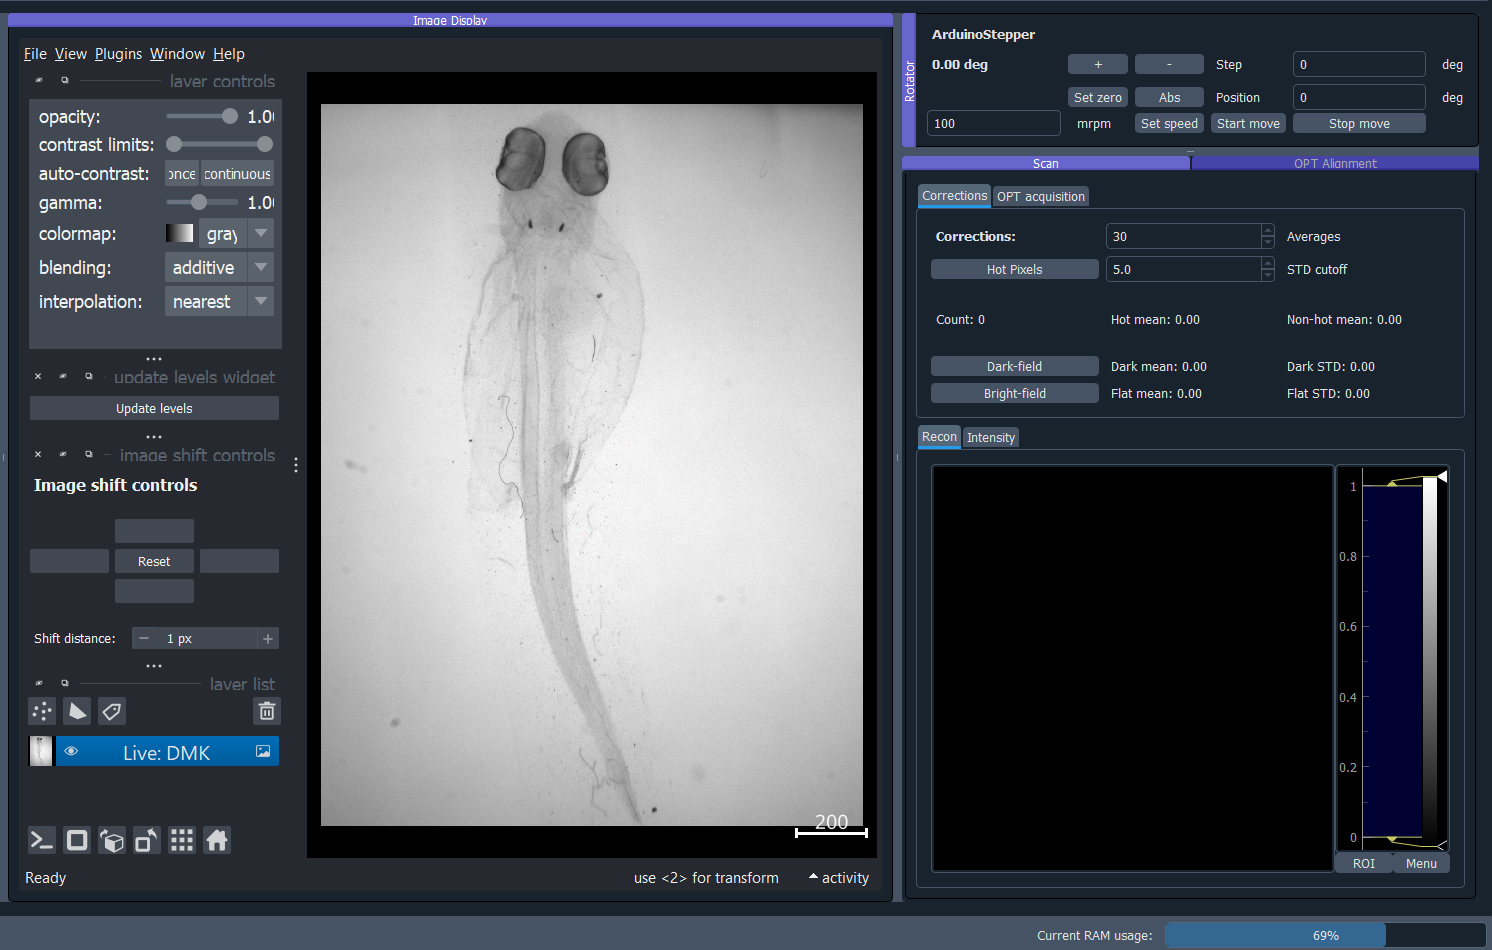 Image Display
File View Plugins Window Help
layer controls
opacity: 1.00
contrast limits:
auto-contrast: once continuous
gamma: 1.00
colormap: gray
blending: additive
interpolation: nearest
update levels widget
Update levels
image shift controls
Image shift controls
Reset
Shift distance: − 1 px +
layer list
Live: DMK
200
Ready
use <2> for transform
activity
Rotator
ArduinoStepper
0.00 deg + - Step 0 deg
Set zero Abs Position 0 deg
100 mrpm Set speed Start move Stop move
Scan OPT Alignment
Corrections OPT acquisition
Corrections: 30 Averages
Hot Pixels 5.0 STD cutoff
Count: 0 Hot mean: 0.00 Non-hot mean: 0.00
Dark-field Dark mean: 0.00 Dark STD: 0.00
Bright-field Flat mean: 0.00 Flat STD: 0.00
Recon Intensity
1
0.8
0.6
0.4
0.2
0
ROI Menu
Current RAM usage: 69%